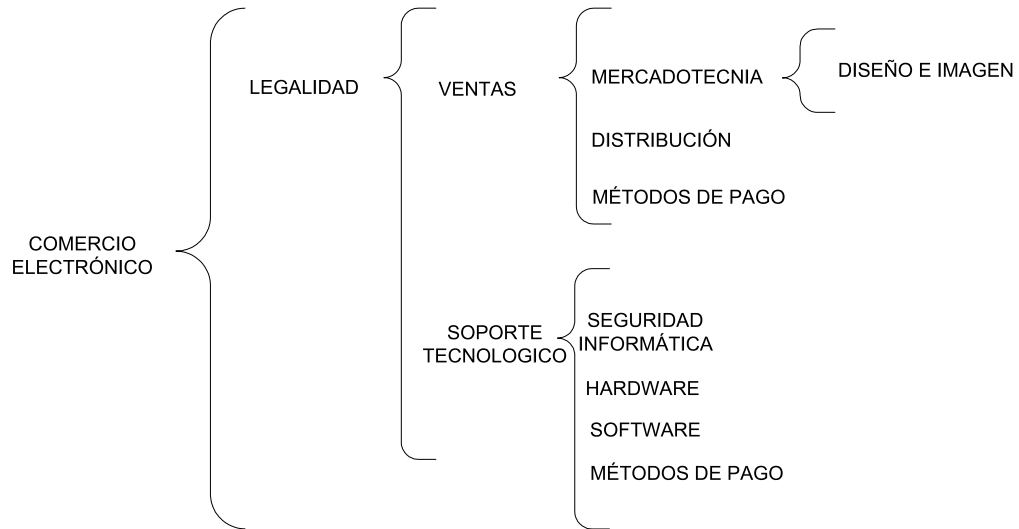 COMERCIO
ELECTRÓNICO
LEGALIDAD
VENTAS
MERCADOTECNIA
DISEÑO E IMAGEN
DISTRIBUCIÓN
MÉTODOS DE PAGO
SOPORTE
TECNOLOGICO
SEGURIDAD
INFORMÁTICA
HARDWARE
SOFTWARE
MÉTODOS DE PAGO